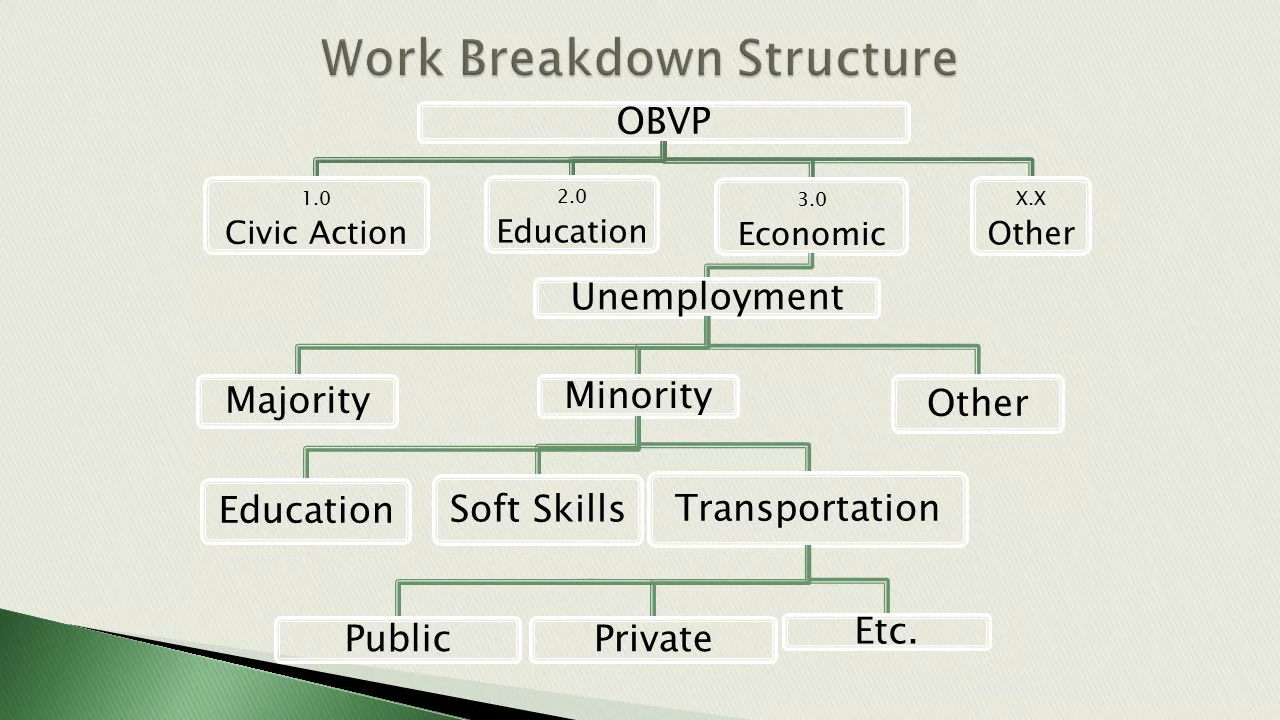 Work Breakdown Structure
OBVP
1.0
Civic Action
2.0
Education
3.0
Economic
X.X
Other
Unemployment
Majority
Minority
Other
Education
Soft Skills
Transportation
Public
Private
Etc.